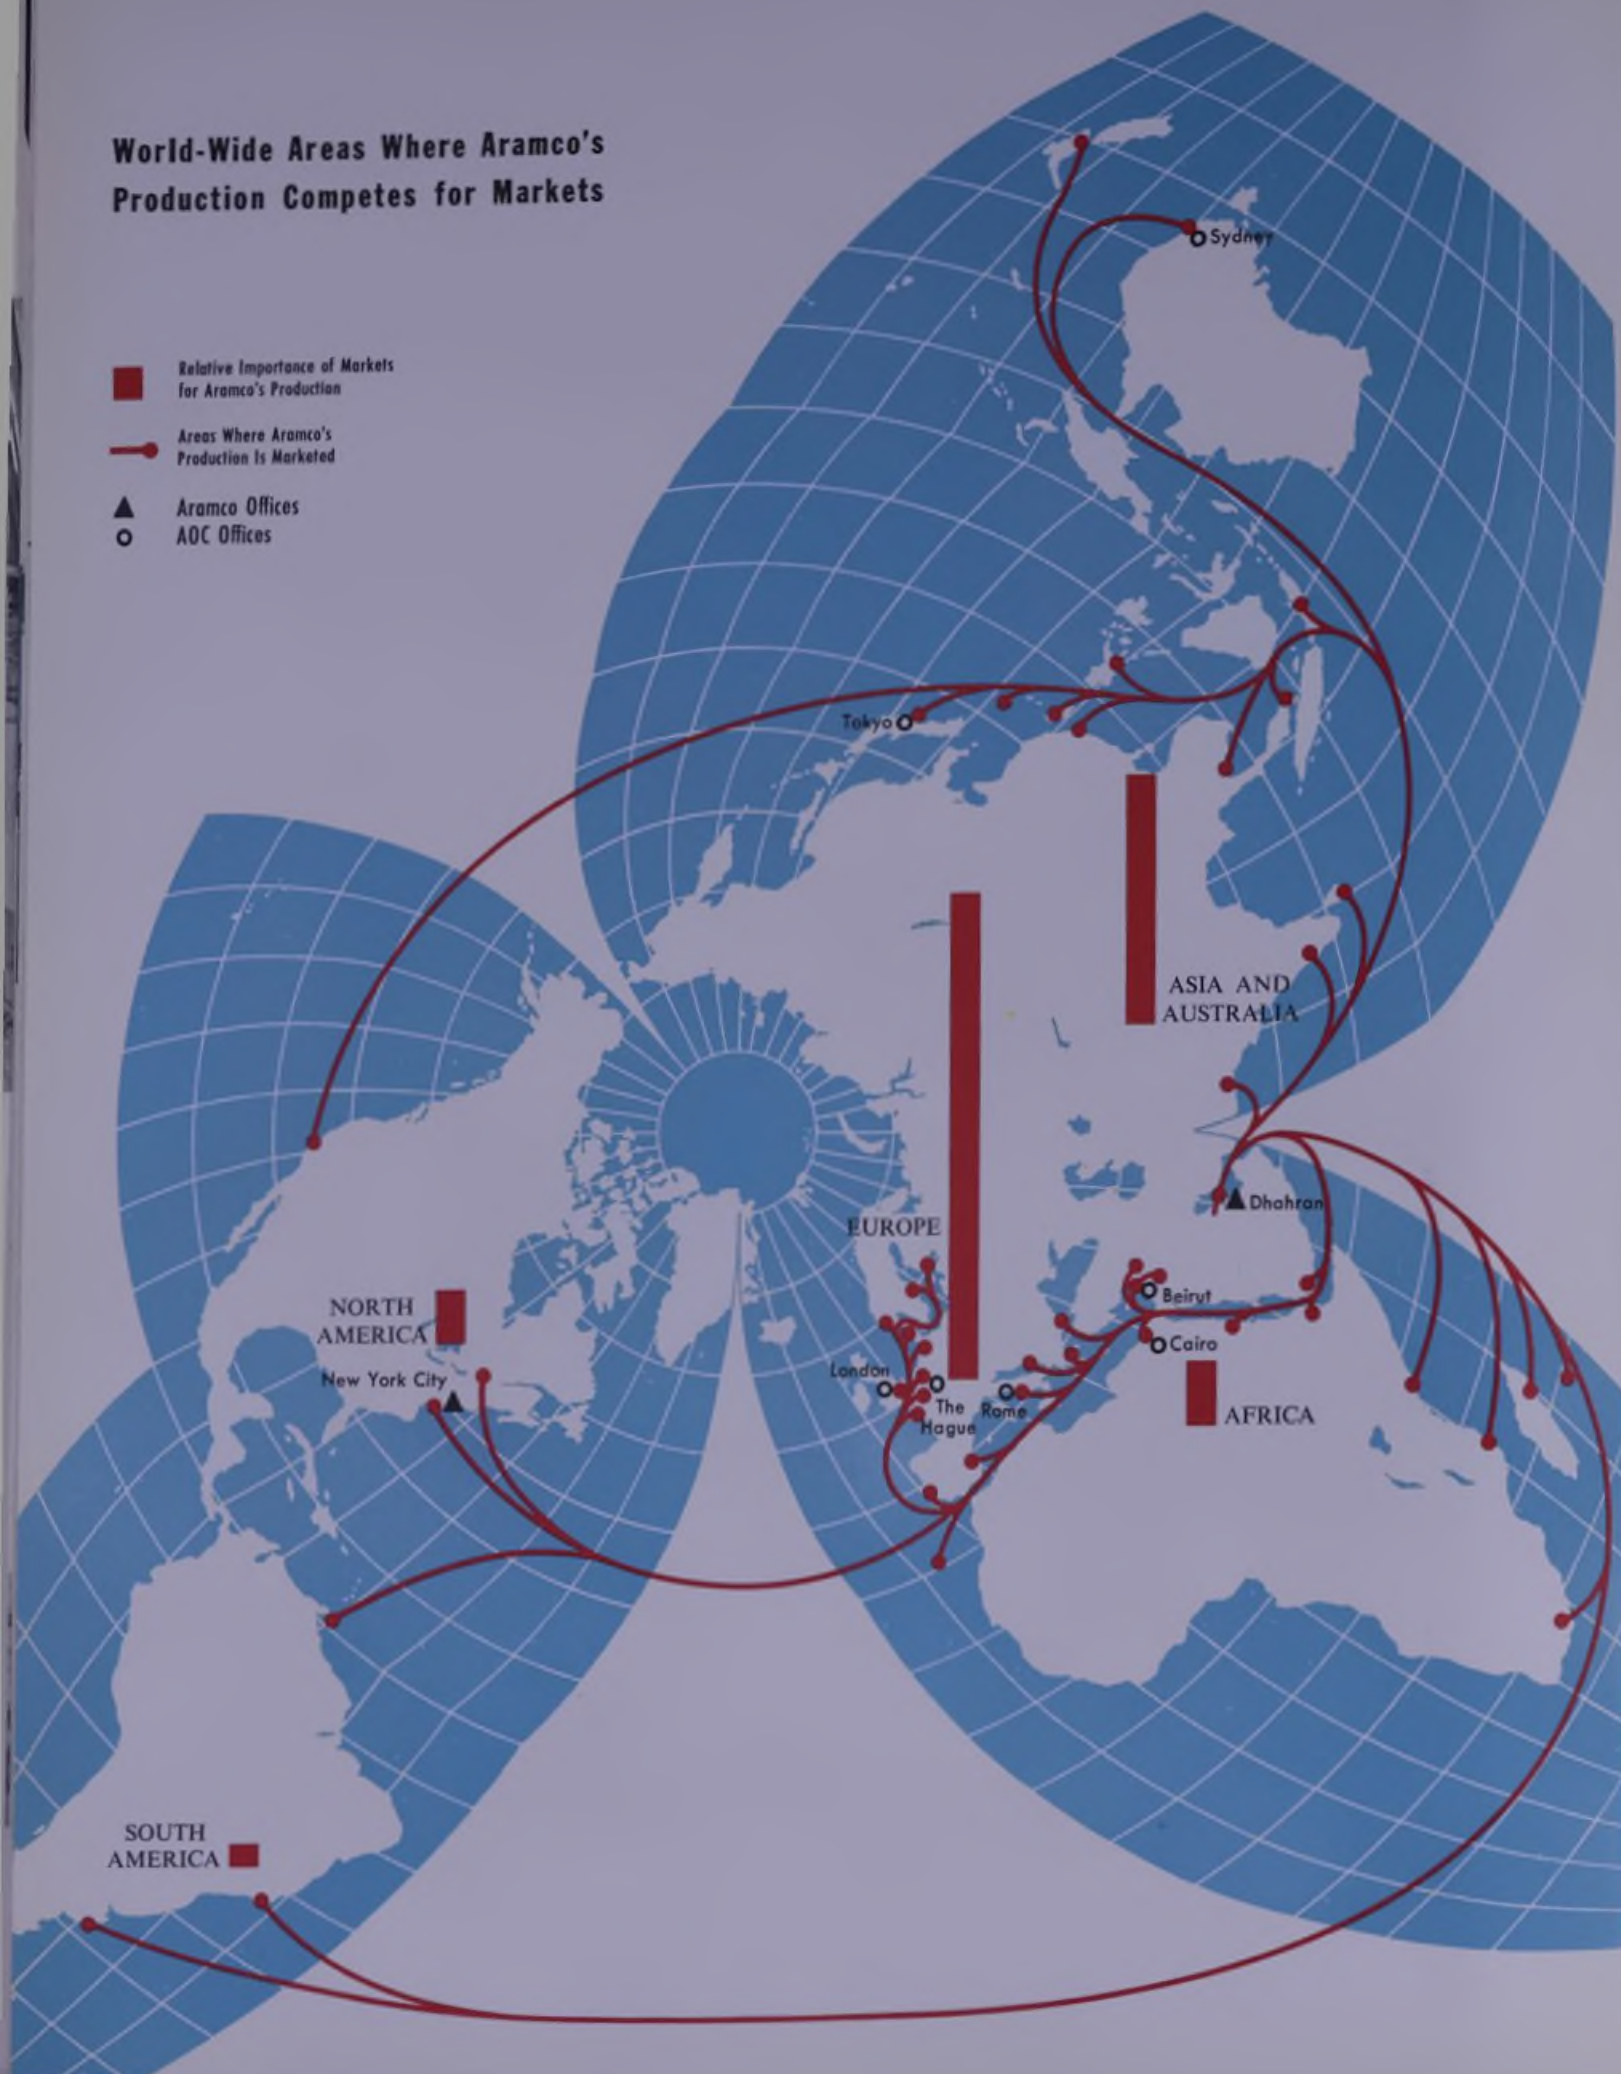 World-Wide Areas Where Aramco's
Production Competes for Markets
Relative Importance of Markets
for Aramco's Production
Areas Where Aramco's
Production Is Marketed
Aramco Offices
AOC Offices
Sydney
Tokyo
ASIA AND
AUSTRALIA
Dhahran
EUROPE
Beirut
NORTH
AMERICA
Cairo
London
New York City
The
Hague
Rome
AFRICA
SOUTH
AMERICA